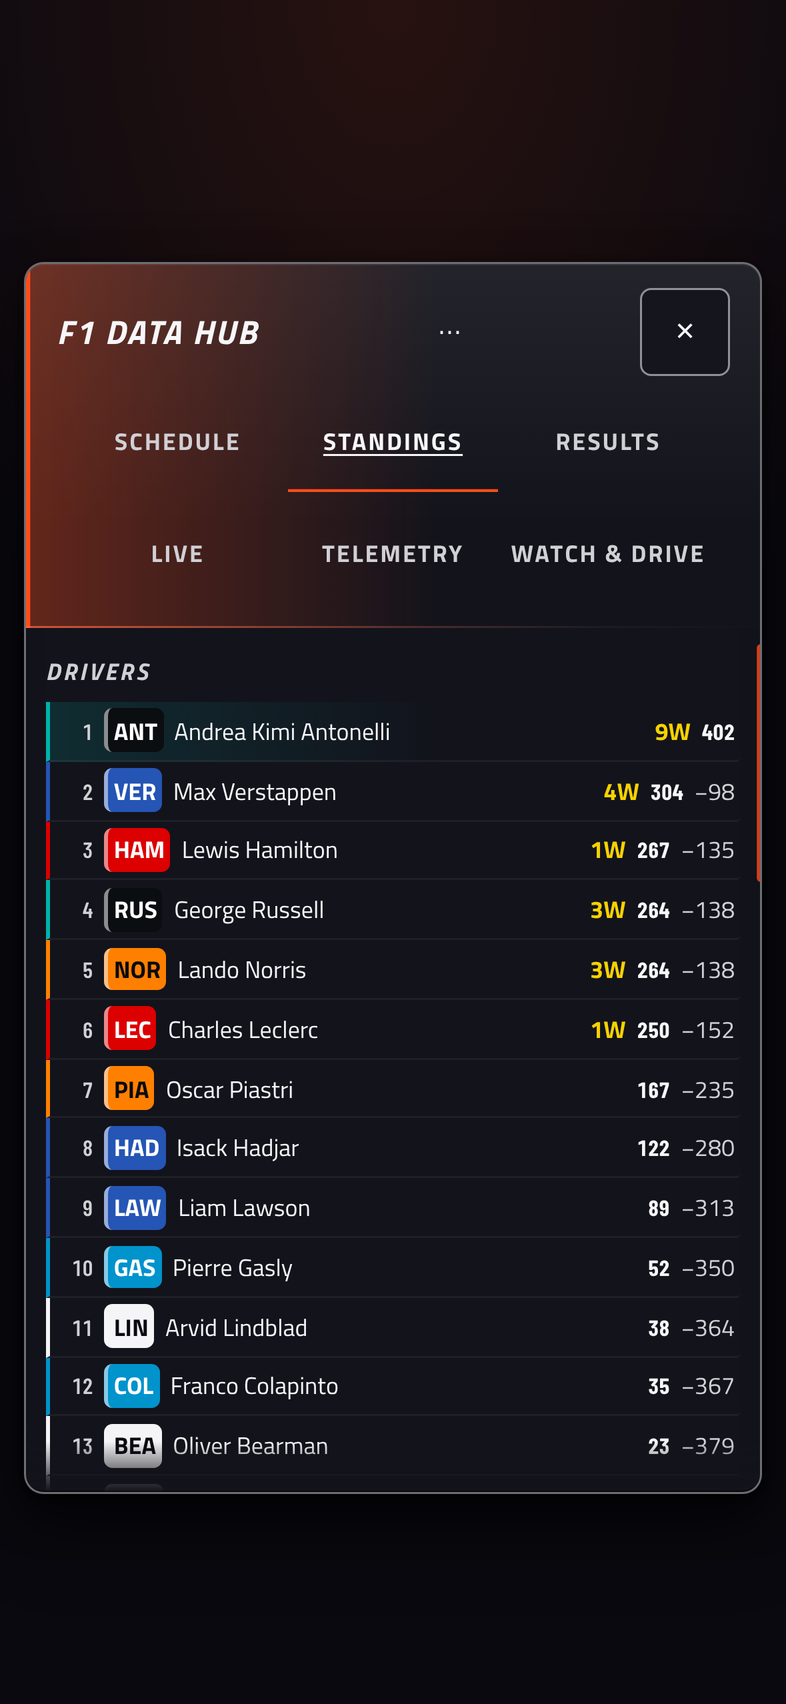 F1 DATA HUB ... ×
SCHEDULE STANDINGS RESULTS
LIVE TELEMETRY WATCH & DRIVE
DRIVERS
1 ANT Andrea Kimi Antonelli 9W 402
2 VER Max Verstappen 4W 304 −98
3 HAM Lewis Hamilton 1W 267 −135
4 RUS George Russell 3W 264 −138
5 NOR Lando Norris 3W 264 −138
6 LEC Charles Leclerc 1W 250 −152
7 PIA Oscar Piastri 167 −235
8 HAD Isack Hadjar 122 −280
9 LAW Liam Lawson 89 −313
10 GAS Pierre Gasly 52 −350
11 LIN Arvid Lindblad 38 −364
12 COL Franco Colapinto 35 −367
13 BEA Oliver Bearman 23 −379